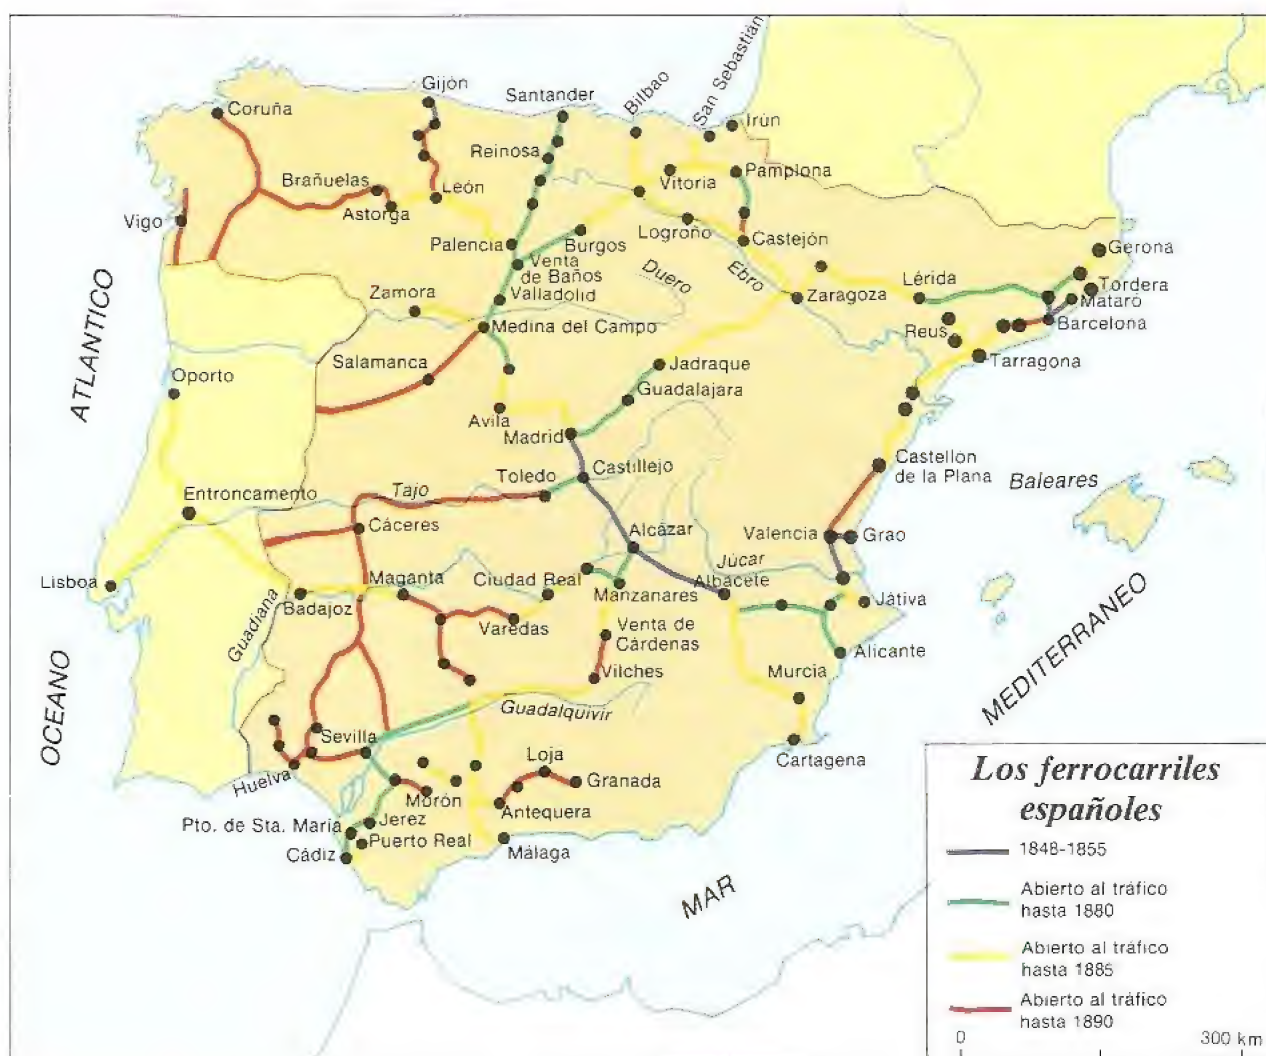 Gijón
Santander
Bilbao
San Sebastián
Irún
Coruña
Reinosa
Brañuelas
León
Vitoria
Pamplona
Astorga
Vigo
Logroño
Castejón
Palencia
Burgos
Gerona
Venta
de Baños
Duero
Ebro
Lérida
Tordera
Zamora
Valladolid
Zaragoza
Mataró
Medina del Campo
Reus
Barcelona
Salamanca
Jadraque
Tarragona
ATLANTICO
Oporto
Guadalajara
Avila
Madrid
Castellon
de la Plana
Toledo
Castillejo
Baleares
Entroncamento
Tajo
Cáceres
Alcázar
Valencia
Grao
Júcar
Lisboa
Maganta
Ciudad Real
Albacete
Badajoz
Manzanares
Játiva
Guadiana
Varedas
Venta de
Cárdenas
Alicante
MEDITERRANEO
OCEANO
Vilches
Murcia
Guadalquivir
Sevilla
Loja
Cartagena
Huelva
Granada
Morón
Antequera
Pto. de Sta. María
Jerez
Puerto Real
Cádiz
Málaga
MAR
Los ferrocarriles
españoles
1848-1855
Abierto al tráfico
hasta 1880
Abierto al tráfico
hasta 1885
Abierto al tráfico
hasta 1890
0
300 km